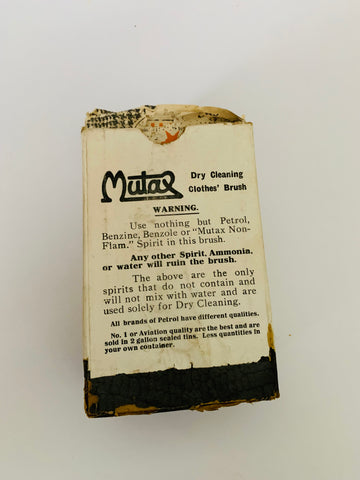 Mutax
Dry Cleaning
Clothes' Brush
WARNING.
Use nothing but Petrol,
Benzine, Benzole or "Mutax Non-
Flam." Spirit in this brush.
Any other Spirit, Ammonia,
or water will ruin the brush.
The above are the only
spirits that do not contain and
will not mix with water and are
used solely for Dry Cleaning.
All brands of Petrol have different qualities.
No. 1 or Aviation quality are the best and are
sold in 2 gallon sealed tins. Less quantities in
your own container.